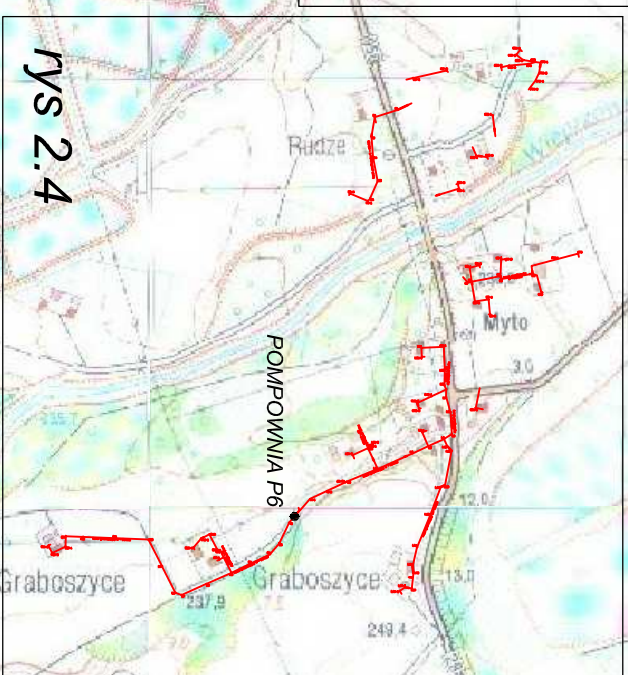 rys 2.4
Rudze
Myto
3,0
POMPOWNIA P6
12,0
13,0
Graboszyce
Graboszyce
237,9
249,4